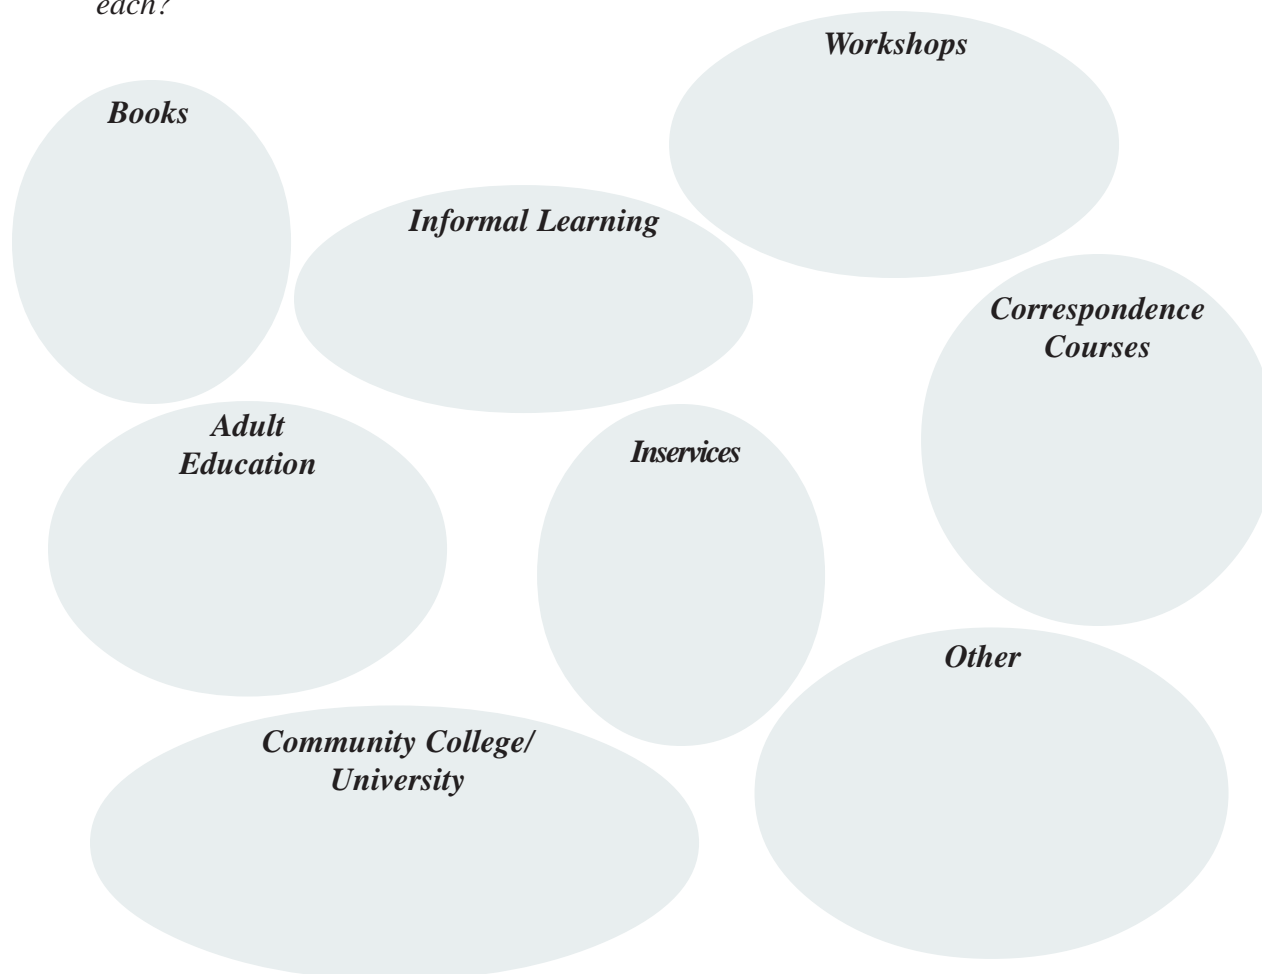 each?
Workshops
Books
Informal Learning
Correspondence
Courses
Adult
Education
Inservices
Other
Community College/
University